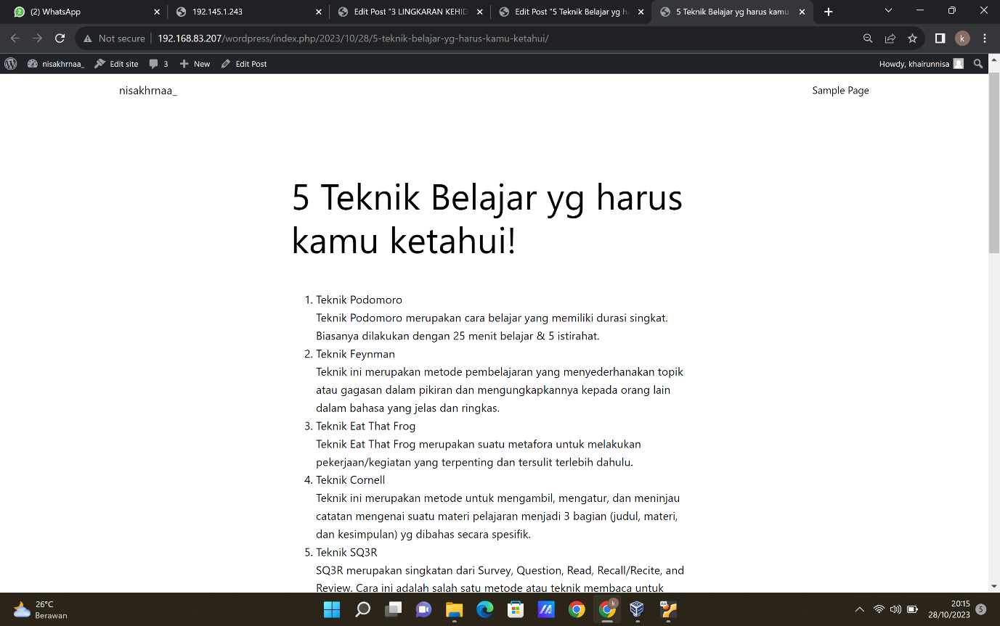 (2) WhatsApp
192.145.1.243
Edit Post “3 LINGKARAN KEHID
Edit Post “5 Teknik Belajar yg ha
5 Teknik Belajar yg harus kamu
Not secure
192.168.83.207/wordpress/index.php/2023/10/28/5-teknik-belajar-yg-harus-kamu-ketahui/
k
nisakhrnaa_
Edit site
3
New
Edit Post
Howdy, khairunnisa
nisakhrnaa_
Sample Page
5 Teknik Belajar yg harus
kamu ketahui!
1. Teknik Podomoro
Teknik Podomoro merupakan cara belajar yang memiliki durasi singkat.
Biasanya dilakukan dengan 25 menit belajar & 5 istirahat.
2. Teknik Feynman
Teknik ini merupakan metode pembelajaran yang menyederhanakan topik
atau gagasan dalam pikiran dan mengungkapkannya kepada orang lain
dalam bahasa yang jelas dan ringkas.
3. Teknik Eat That Frog
Teknik Eat That Frog merupakan suatu metafora untuk melakukan
pekerjaan/kegiatan yang terpenting dan tersulit terlebih dahulu.
4. Teknik Cornell
Teknik ini merupakan metode untuk mengambil, mengatur, dan meninjau
catatan mengenai suatu materi pelajaran menjadi 3 bagian (judul, materi,
dan kesimpulan) yg dibahas secara spesifik.
5. Teknik SQ3R
SQ3R merupakan singkatan dari Survey, Question, Read, Recall/Recite, and
Review. Cara ini adalah salah satu metode atau teknik membaca untuk
26°C
Berawan
20:15
28/10/2023
5